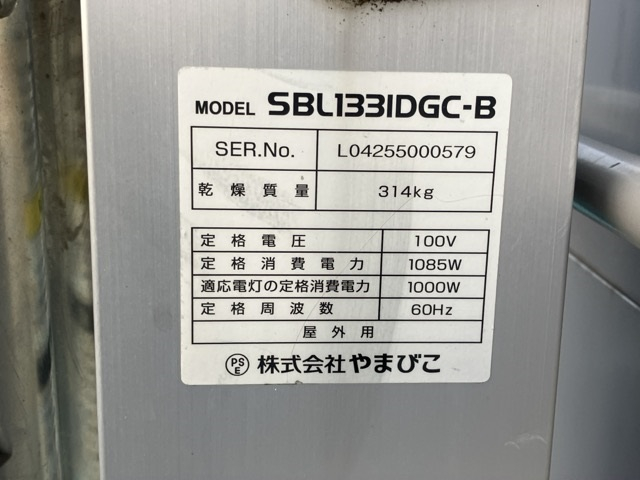 MODEL SBL1331DGC-B
SER.No. L04255000579
乾燥質量 314kg
定格電圧 100V
定格消費電力 1085W
適応電灯の定格消費電力 1000W
定格周波数 60Hz
屋外用
PSE 株式会社やまびこ